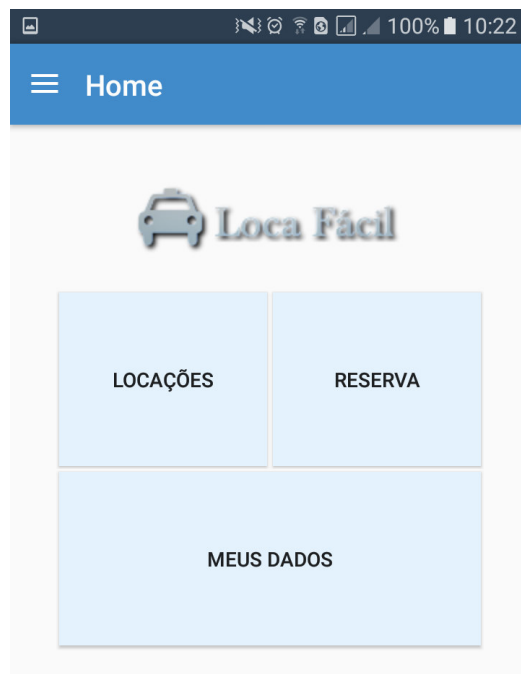 100% 10:22
Home
Loca Fácil
LOCAÇÕES RESERVA
MEUS DADOS